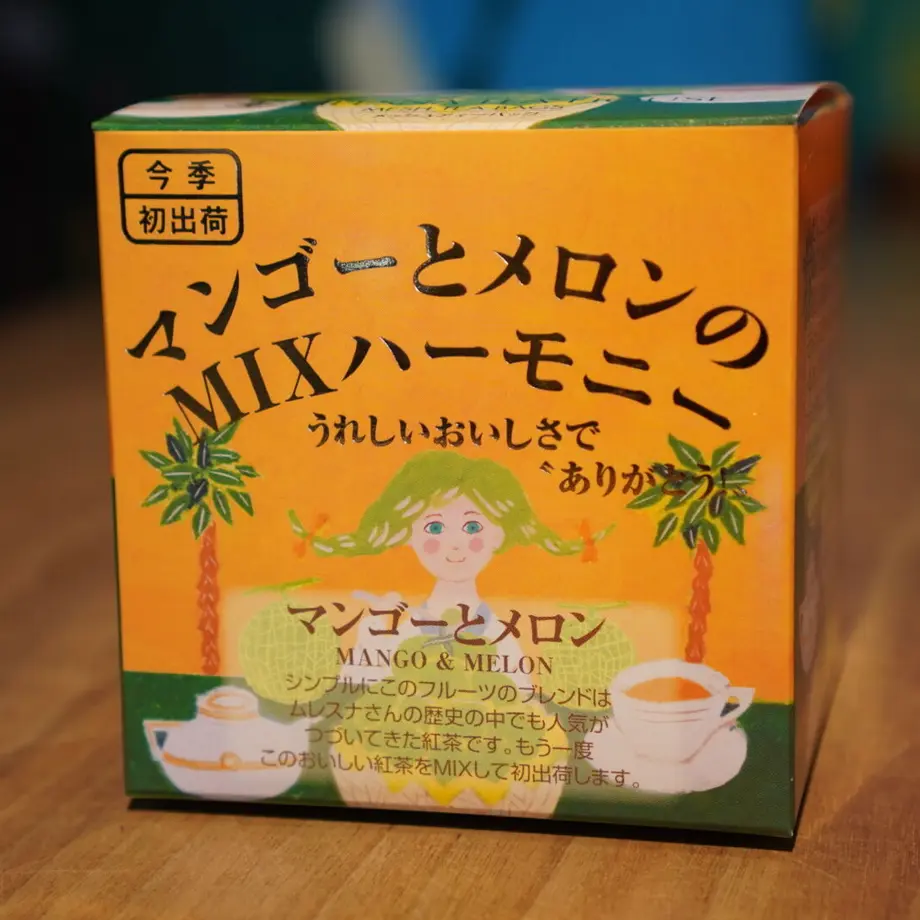 今季
初出荷
マンゴーとメロンの
MIXハーモニー
うれしいおいしさで
〝ありがとう!〟
マンゴーとメロン
MANGO & MELON
シンプルにこのフルーツのブレンドは
ムレスナさんの歴史の中でも人気が
つづいてきた紅茶です。もう一度
このおいしい紅茶をMIXして初出荷します。